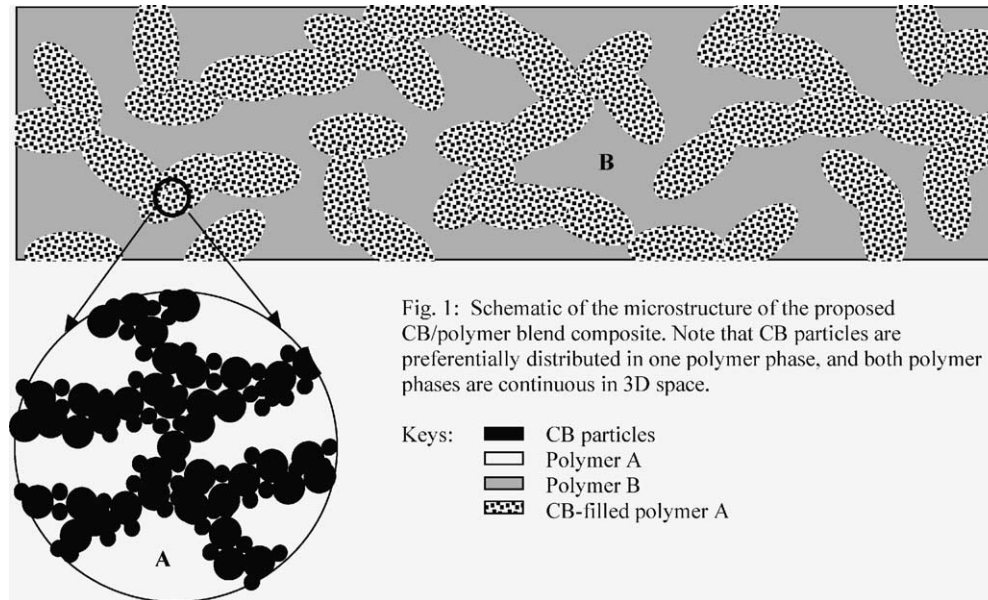 B
Fig. 1: Schematic of the microstructure of the proposed
CB/polymer blend composite. Note that CB particles are
preferentially distributed in one polymer phase, and both polymer
phases are continuous in 3D space.
Keys:
CB particles
Polymer A
Polymer B
CB-filled polymer A
A